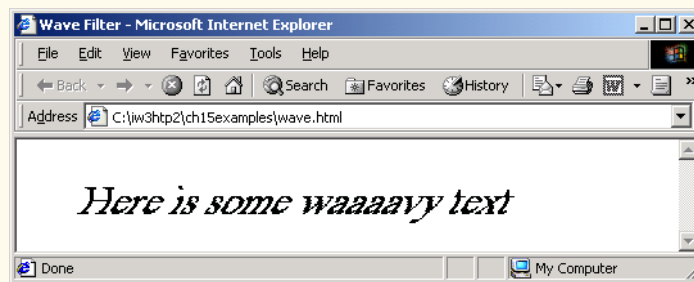 Wave Filter - Microsoft Internet Explorer
File Edit View Favorites Tools Help
Back Search Favorites History
Address C:\iw3htp2\ch15examples\wave.html
Here is some waaaavy text
Done My Computer